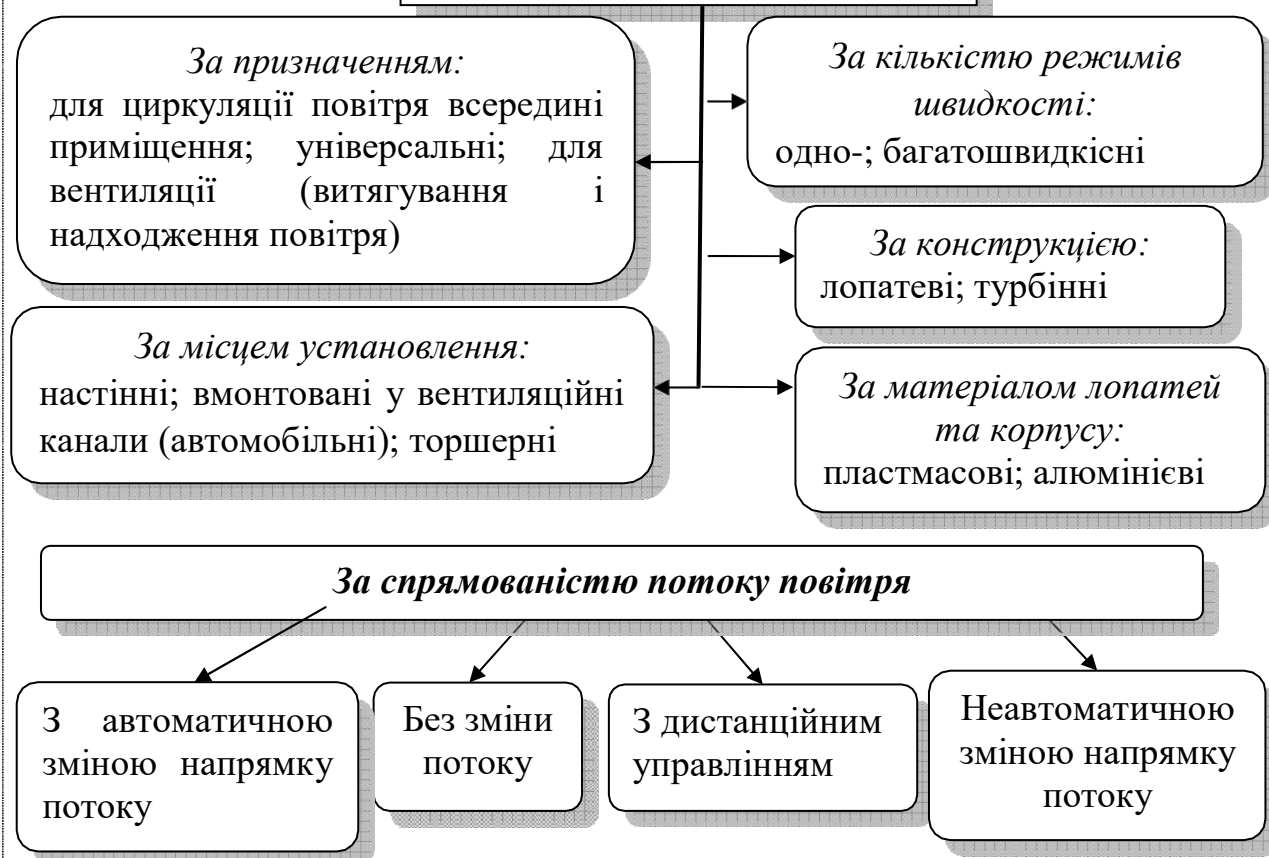 За призначенням:
для циркуляції повітря всередині
приміщення; універсальні; для
вентиляції (витягування і
надходження повітря)
За кількістю режимів
швидкості:
одно-; багатошвидкісні
За конструкцією:
лопатеві; турбінні
За місцем установлення:
настінні; вмонтовані у вентиляційні
канали (автомобільні); торшерні
За матеріалом лопатей
та корпусу:
пластмасові; алюмінієві
За спрямованістю потоку повітря
З автоматичною
зміною напрямку
потоку
Без зміни
потоку
З дистанційним
управлінням
Неавтоматичною
зміною напрямку
потоку